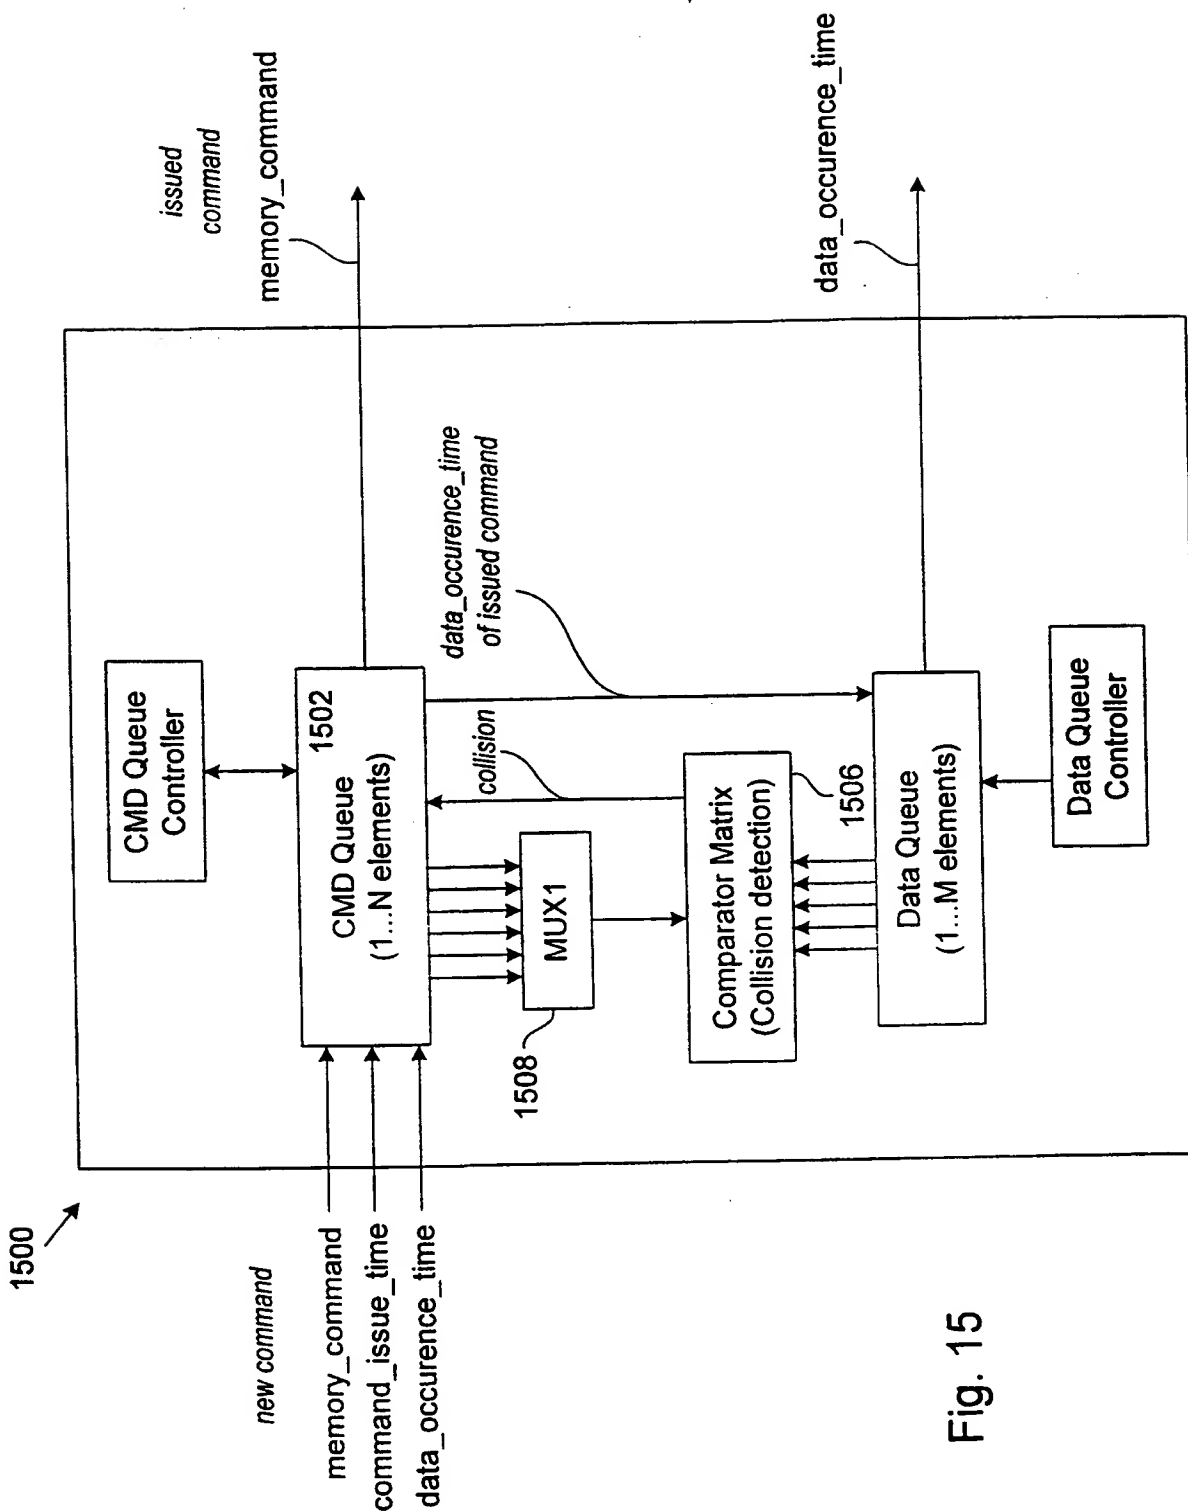 1500
new command
memory_command
command_issue_time
data_occurence_time
CMD Queue
Controller
1502
CMD Queue
(1...N elements)
issued
command
memory_command
MUX1
1508
collision
data_occurence_time
of issued command
Comparator Matrix
(Collision detection)
1506
Data Queue
(1...M elements)
data_occurence_time
Data Queue
Controller
Fig. 15